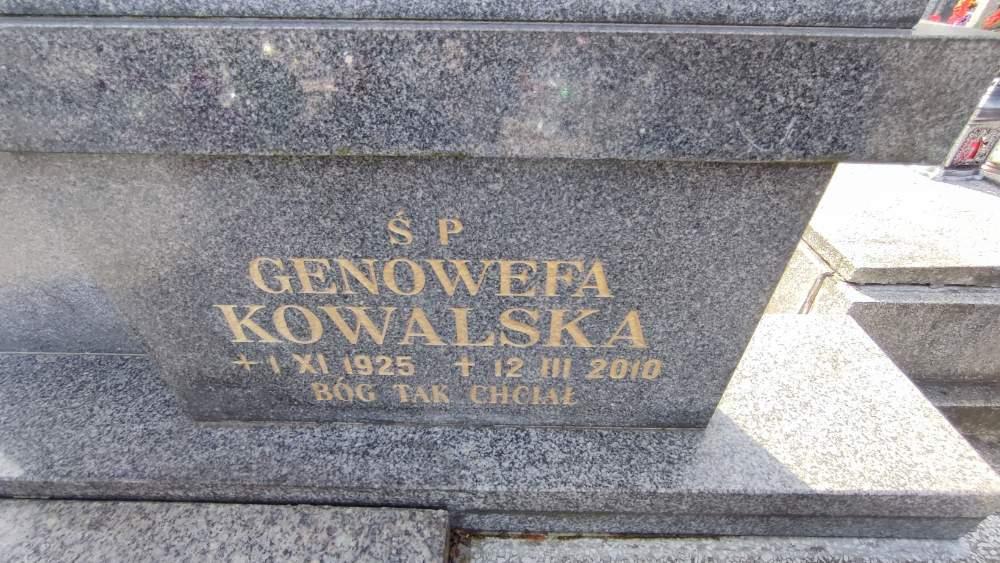 Ś P
GENOWEFA
KOWALSKA
+ 1 XI 1925 + 12 III 2010
BÓG TAK CHCIAŁ